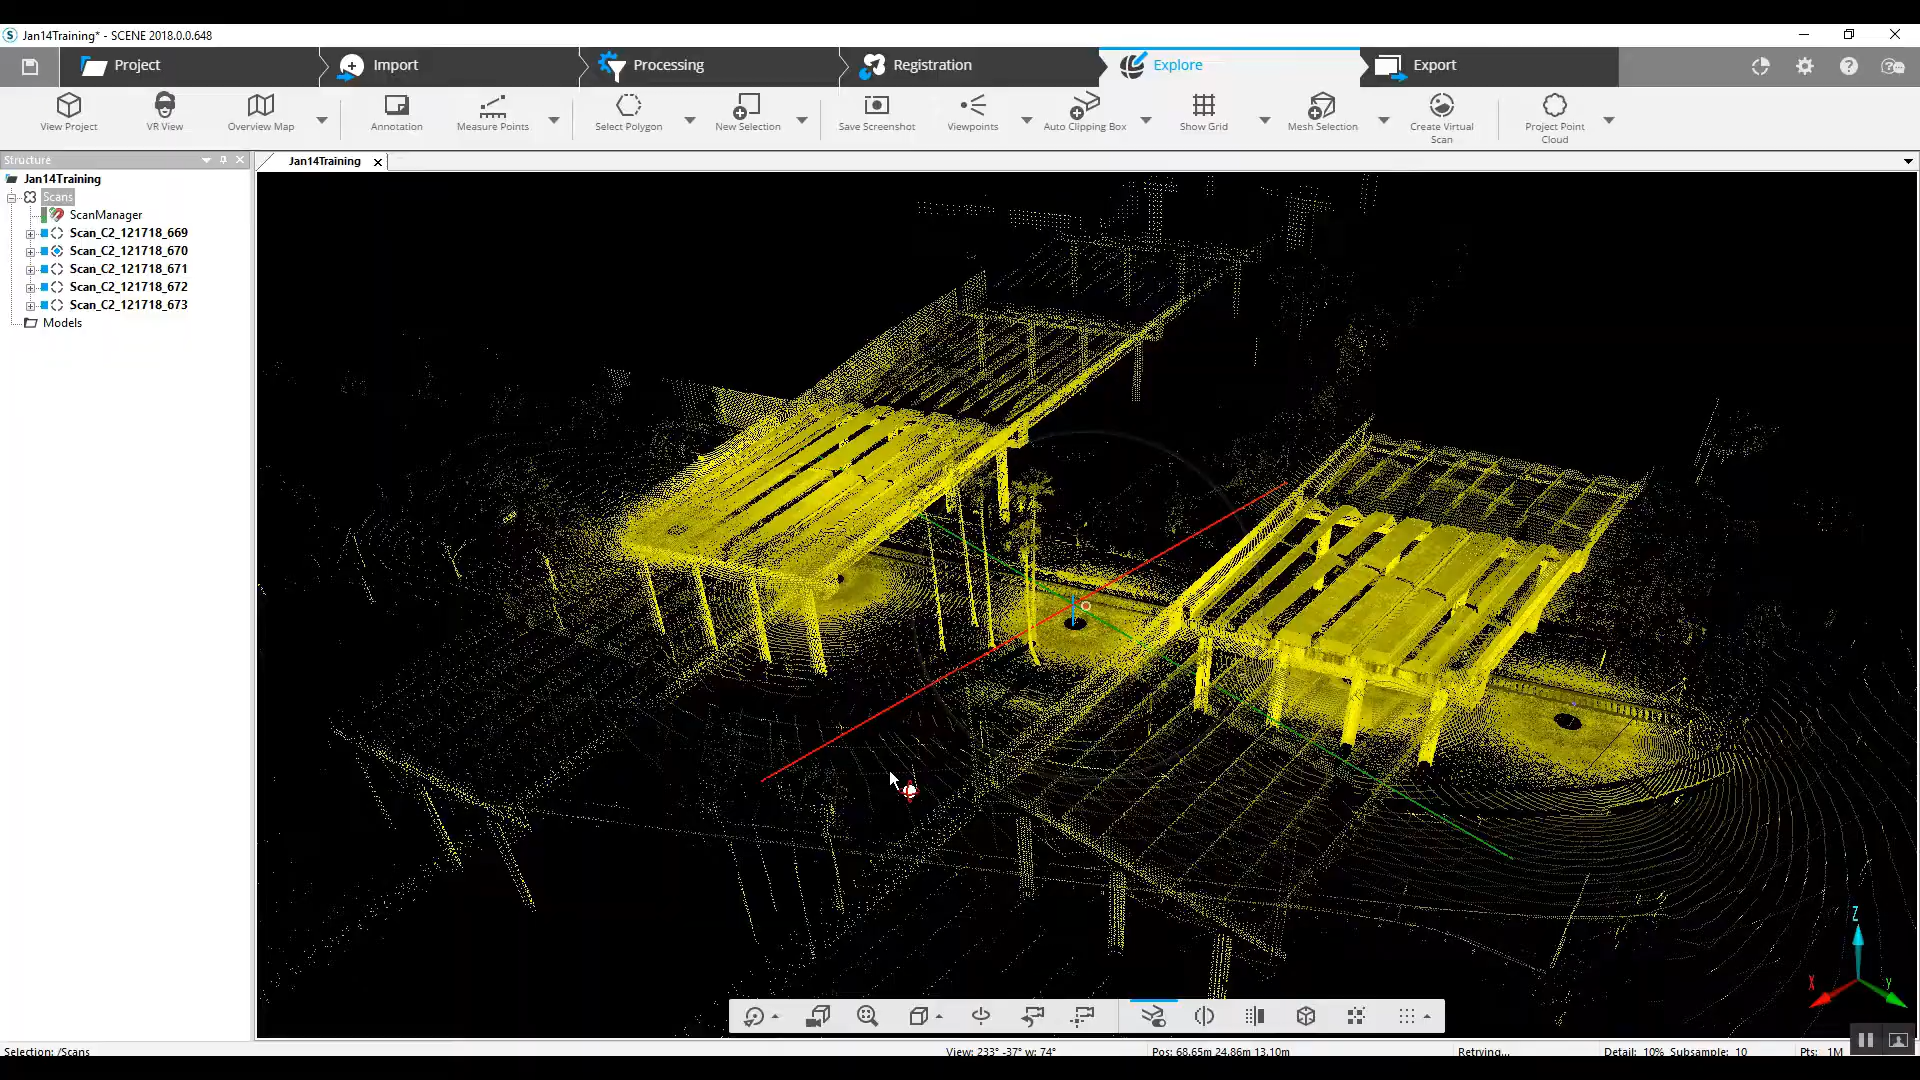 Jan14Training* - SCENE 2018.0.0.648
Project
Import
Processing
Registration
Explore
Export
View Project
VR View
Overview Map
Annotation
Measure Points
Select Polygon
New Selection
Save Screenshot
Viewpoints
Auto Clipping Box
Show Grid
Mesh Selection
Create Virtual
Scan
Project Point
Cloud
Structure
Jan14Training
Jan14Training
Scans
ScanManager
Scan_C2_121718_669
Scan_C2_121718_670
Scan_C2_121718_671
Scan_C2_121718_672
Scan_C2_121718_673
Models
Z
X
y
Selection: /Scans
View: 233° -37° w: 74°
Pos: 68.65m 24.86m 13.10m
Retrying...
Detail: 10% Subsample: 10
Pts: 1M